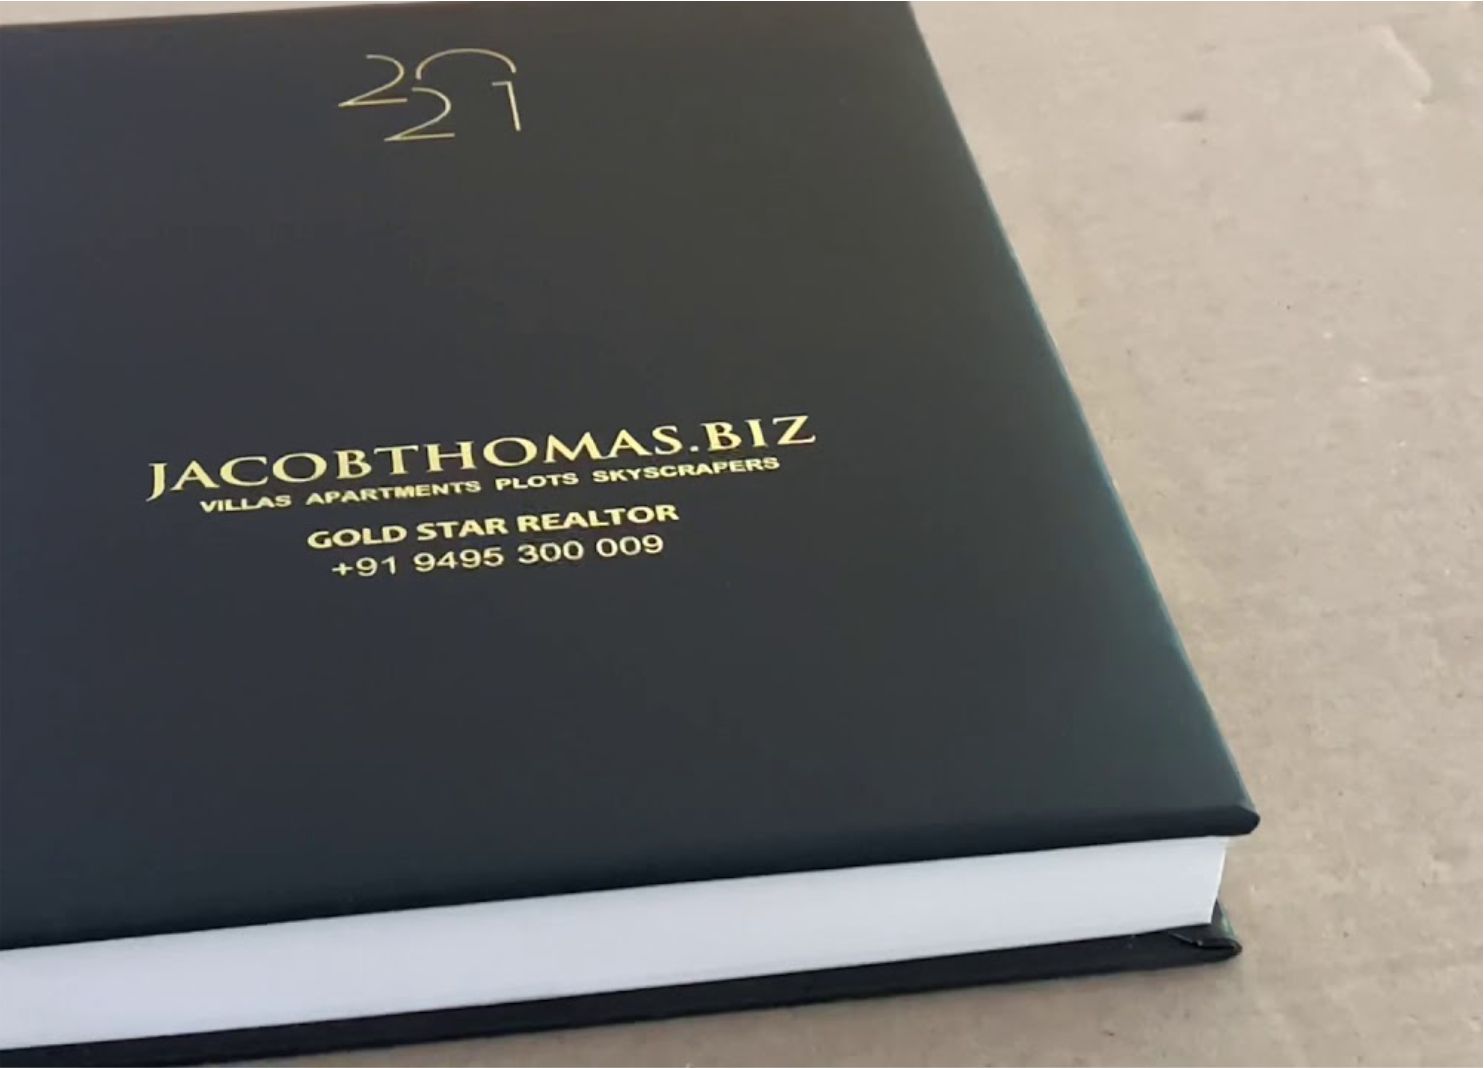 20
21
JACOBTHOMAS.BIZ
VILLAS APARTMENTS PLOTS SKYSCRAPERS
GOLD STAR REALTOR
+91 9495 300 009